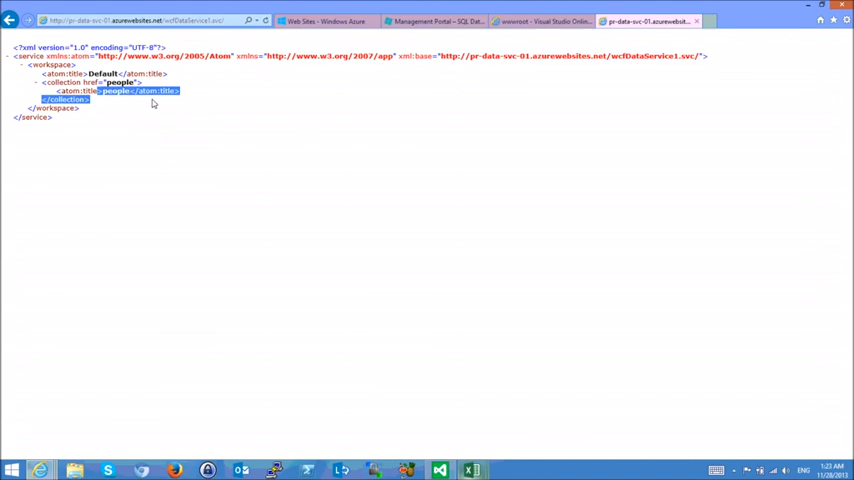 http://pr-data-svc-01.azurewebsites.net/wcfDataService1.svc/
Web Sites - Windows Azure
Management Portal – SQL Dat...
wwwroot - Visual Studio Onlin...
pr-data-svc-01.azurewebsit...
<?xml version="1.0" encoding="UTF-8"?>
- <service xmlns:atom="http://www.w3.org/2005/Atom" xmlns="http://www.w3.org/2007/app" xml:base="http://pr-data-svc-01.azurewebsites.net/wcfDataService1.svc/">
- <workspace>
<atom:title>Default</atom:title>
- <collection href="people">
<atom:title>people</atom:title>
</collection>
</workspace>
</service>
ENG
1:23 AM
11/28/2013